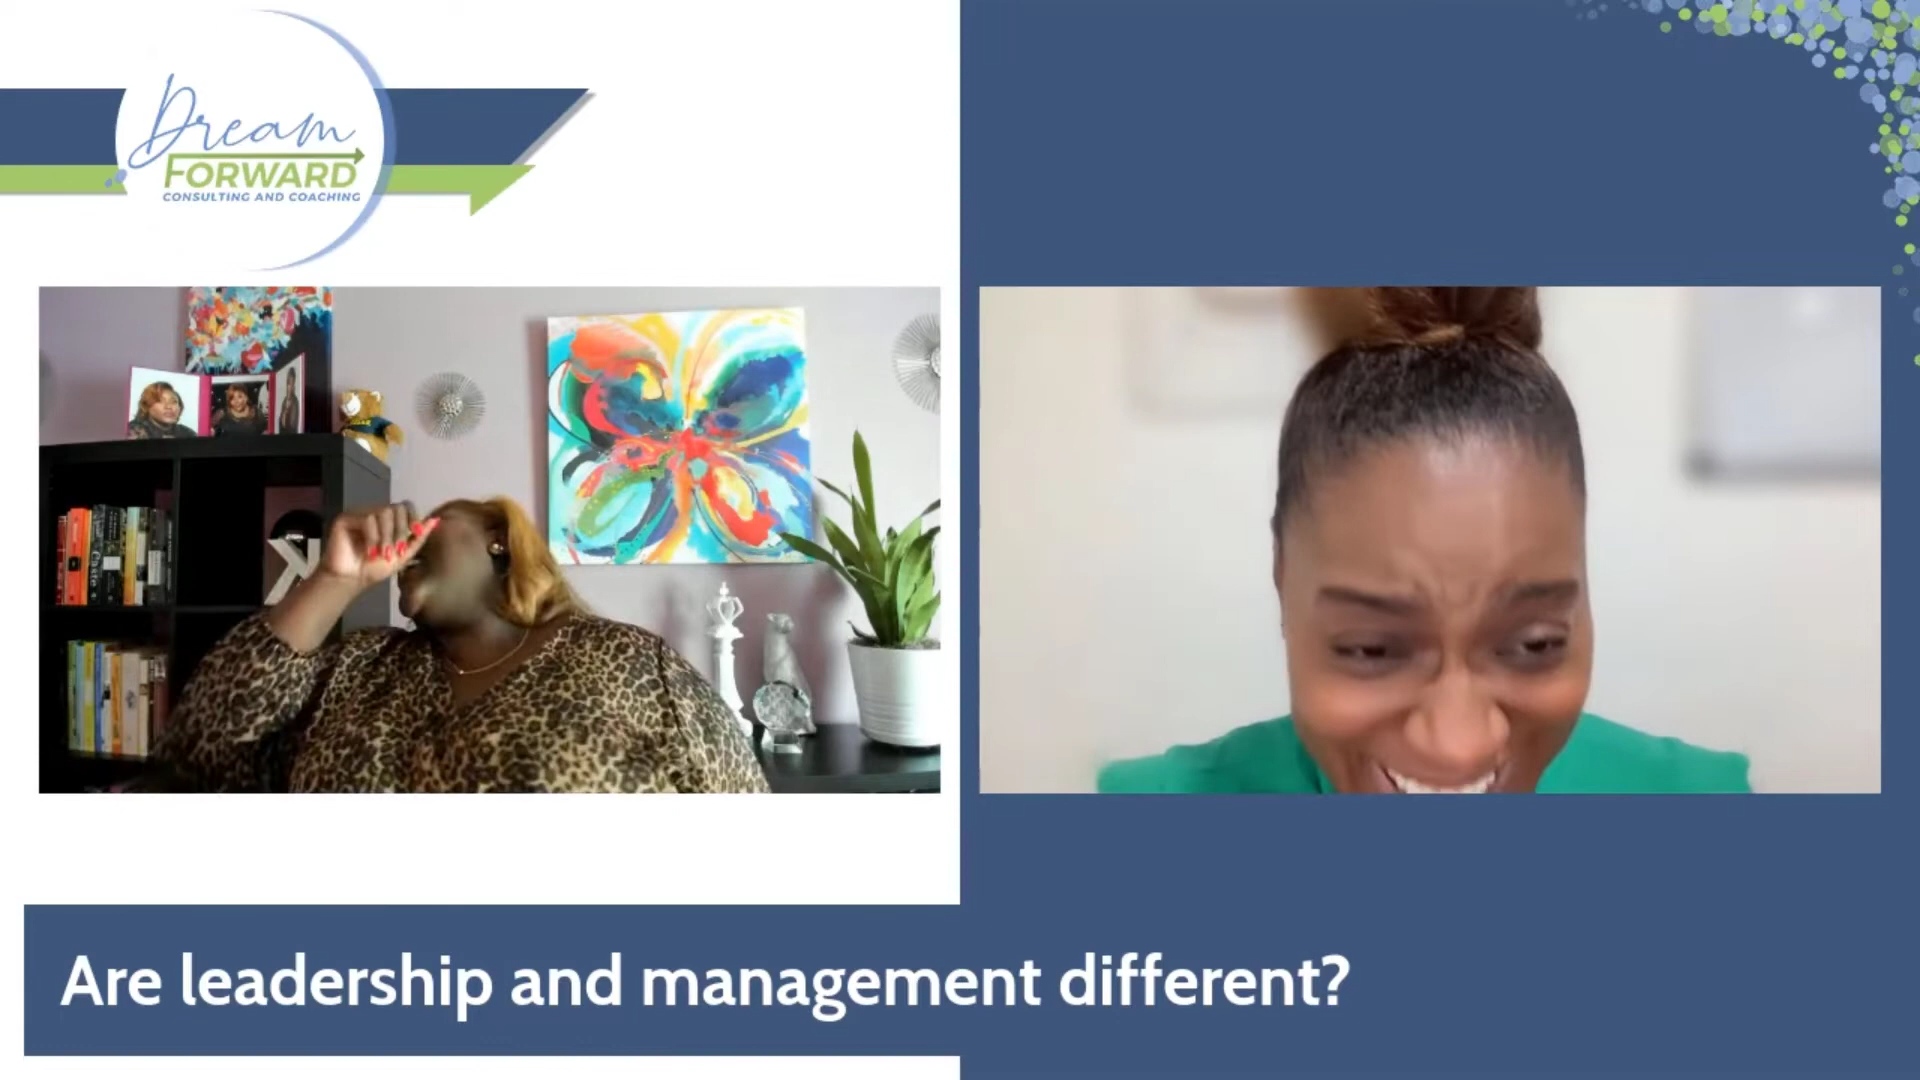 Dream
FORWARD
CONSULTING AND COACHING
K
Are leadership and management different?